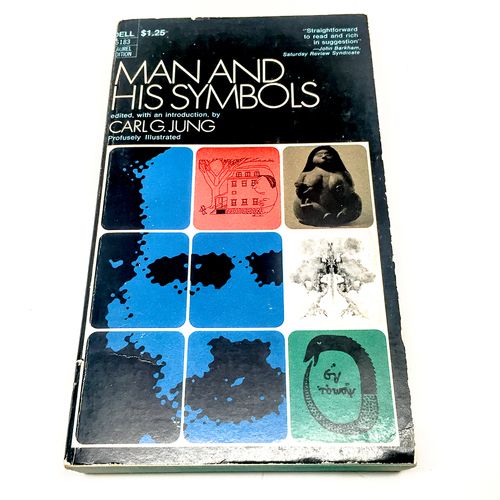 DELL $1.25
5183
LAUREL
EDITION
"Straightforward
to read and rich
in suggestion"
—John Barkham,
Saturday Review Syndicate
MAN AND
HIS SYMBOLS
edited, with an introduction, by
CARL G. JUNG
Profusely Illustrated